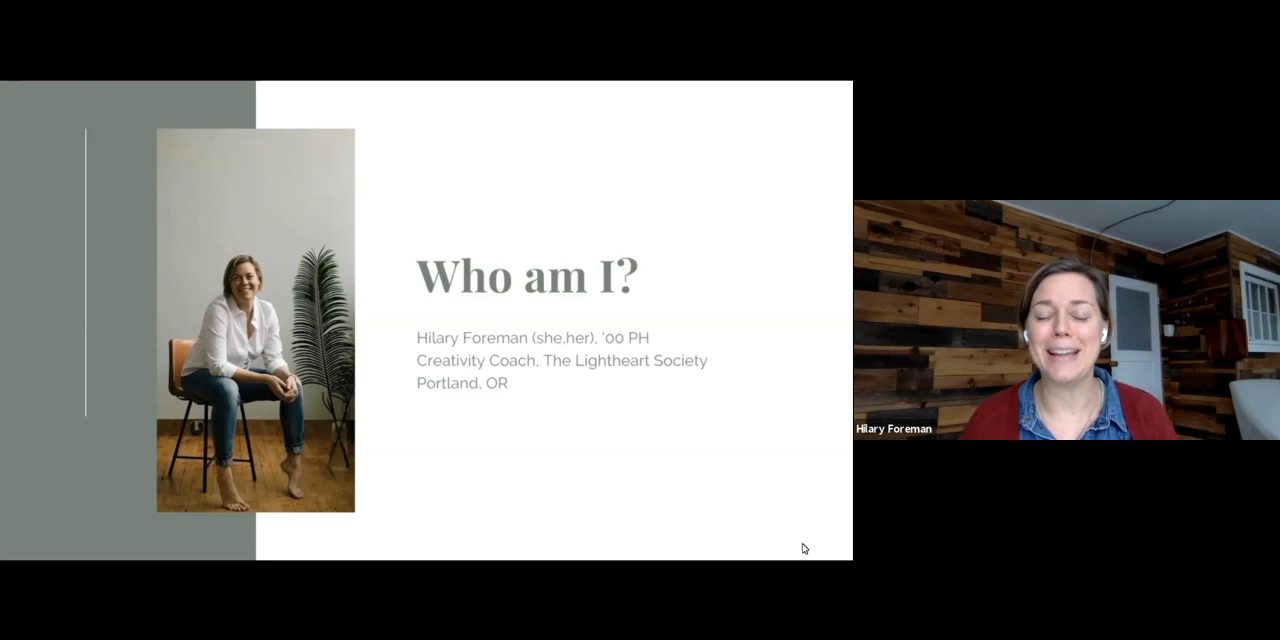 Who am I?
Hilary Foreman (she,her), '00 PH
Creativity Coach, The Lightheart Society
Portland, OR
Hilary Foreman